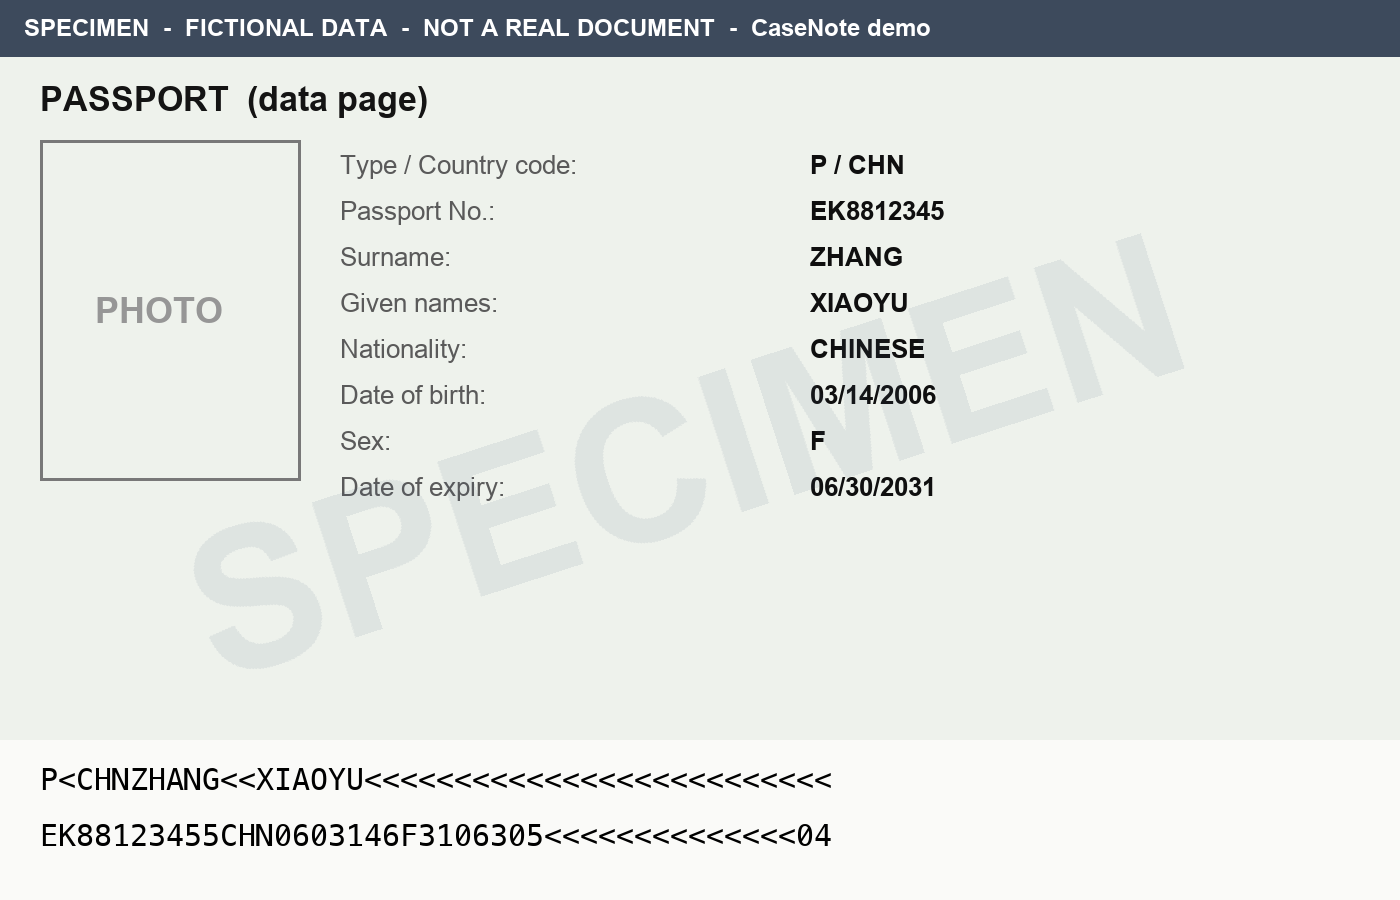 SPECIMEN - FICTIONAL DATA - NOT A REAL DOCUMENT - CaseNote demo
PASSPORT (data page)
PHOTO
Type / Country code: P / CHN
Passport No.: EK8812345
Surname: ZHANG
Given names: XIAOYU
Nationality: CHINESE
Date of birth: 03/14/2006
Sex: F
Date of expiry: 06/30/2031
SPECIMEN
P<CHNZHANG<<XIAOYU<<<<<<<<<<<<<<<<<<<<<<<<<<
EK88123455CHN0603146F3106305<<<<<<<<<<<<<<04